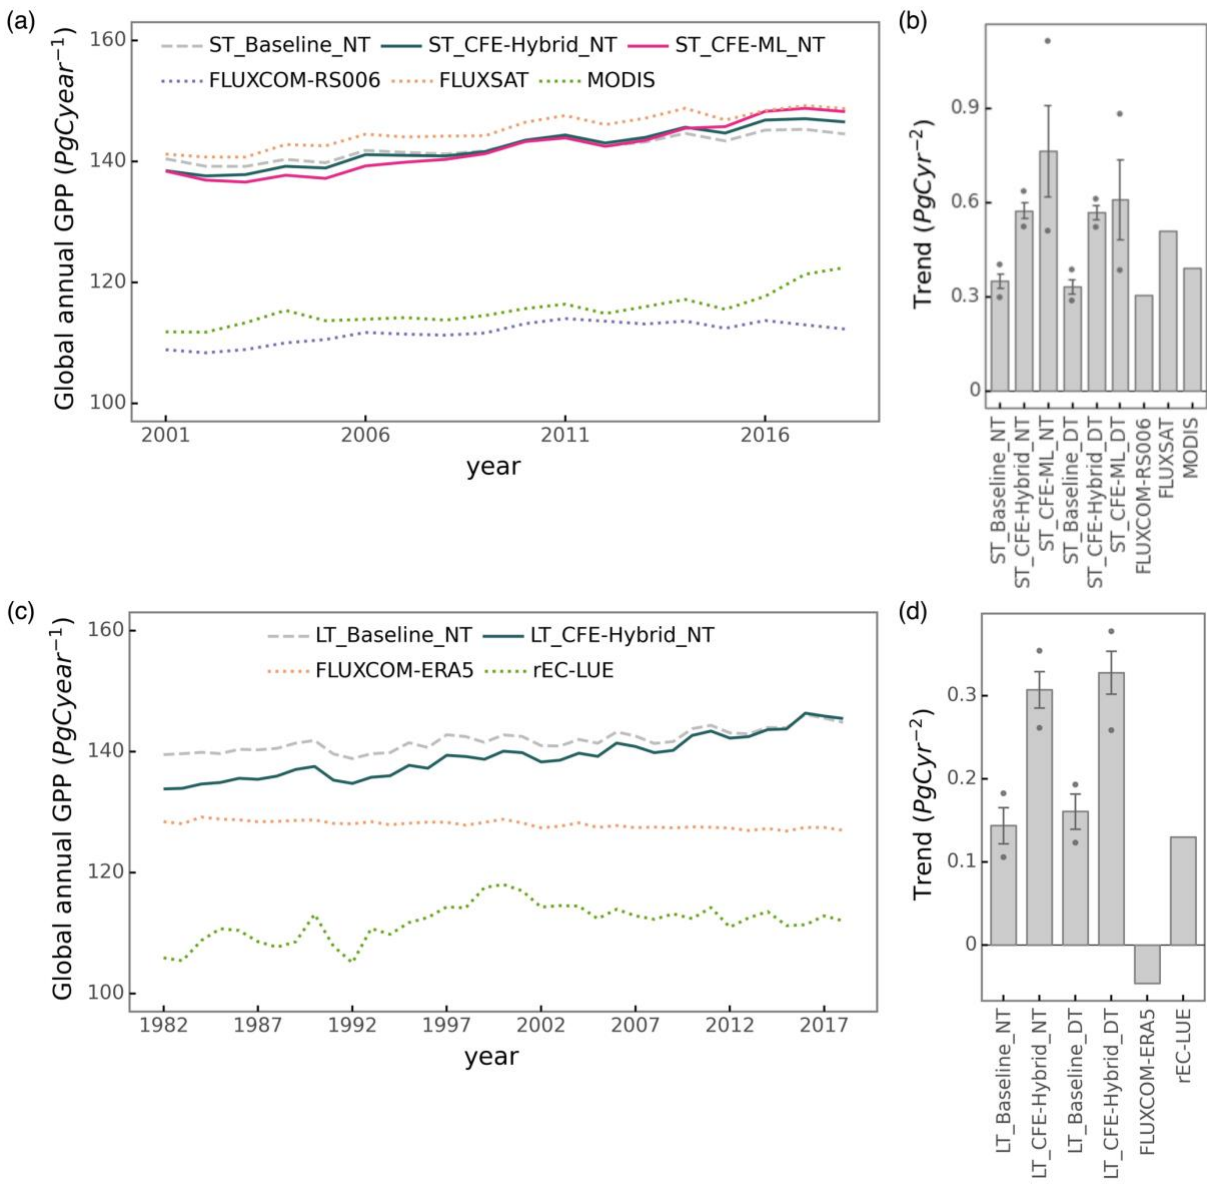 (a)
Global annual GPP (PgCyear⁻¹)
160
140
120
100
ST_Baseline_NT ST_CFE-Hybrid_NT ST_CFE-ML_NT
FLUXCOM-RS006 FLUXSAT MODIS
2001 2006 2011 2016
year
(b)
Trend (PgCyr⁻²)
0.9
0.6
0.3
0
ST_Baseline_NT
ST_CFE-Hybrid_NT
ST_CFE-ML_NT
ST_Baseline_DT
ST_CFE-Hybrid_DT
ST_CFE-ML_DT
FLUXCOM-RS006
FLUXSAT
MODIS
(c)
Global annual GPP (PgCyear⁻¹)
160
140
120
100
LT_Baseline_NT LT_CFE-Hybrid_NT
FLUXCOM-ERA5 rEC-LUE
1982 1987 1992 1997 2002 2007 2012 2017
year
(d)
Trend (PgCyr⁻²)
0.3
0.2
0.1
0
LT_Baseline_NT
LT_CFE-Hybrid_NT
LT_Baseline_DT
LT_CFE-Hybrid_DT
FLUXCOM-ERA5
rEC-LUE